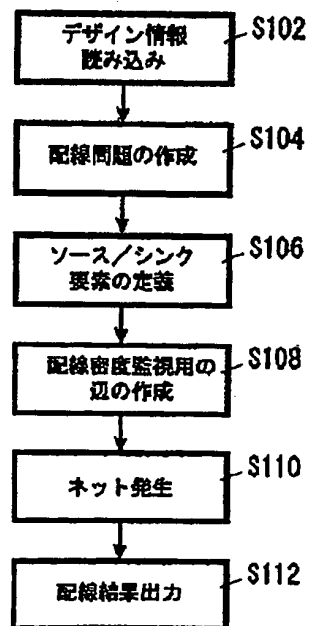 デザイン情報
読み込み
S102
配線問題の作成
S104
ソース／シンク
要素の定義
S106
配線密度監視用の
辺の作成
S108
ネット発生
S110
配線結果出力
S112